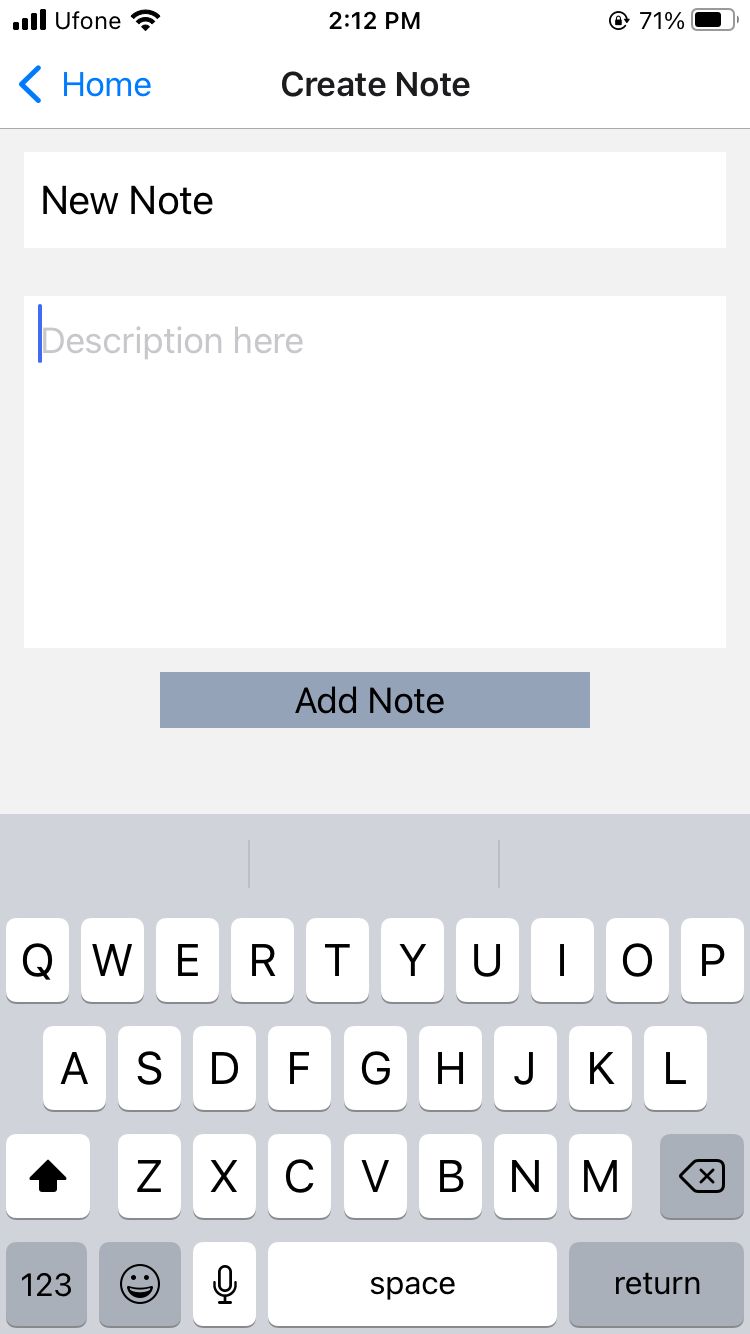 Ufone 2:12 PM 71%
Home Create Note
New Note
Description here
Add Note
Q W E R T Y U I O P
A S D F G H J K L
Z X C V B N M
123 space return